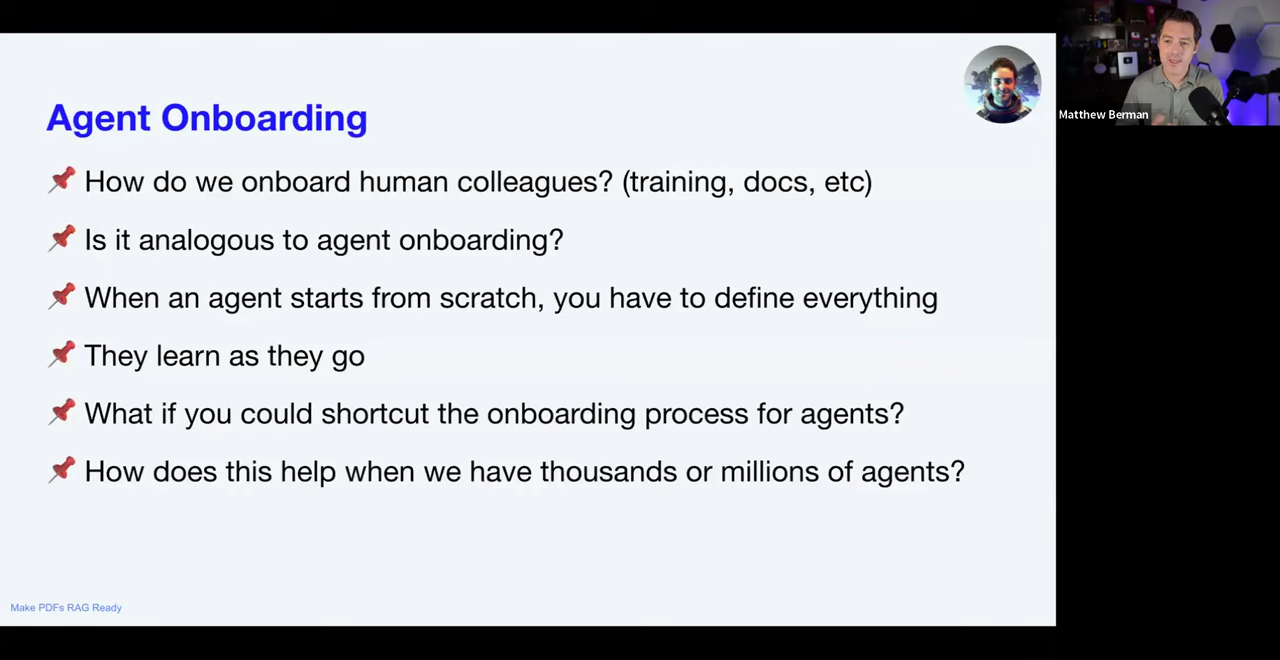 Agent Onboarding
📌 How do we onboard human colleagues? (training, docs, etc)
📌 Is it analogous to agent onboarding?
📌 When an agent starts from scratch, you have to define everything
📌 They learn as they go
📌 What if you could shortcut the onboarding process for agents?
📌 How does this help when we have thousands or millions of agents?
Make PDFs RAG Ready
Matthew Berman